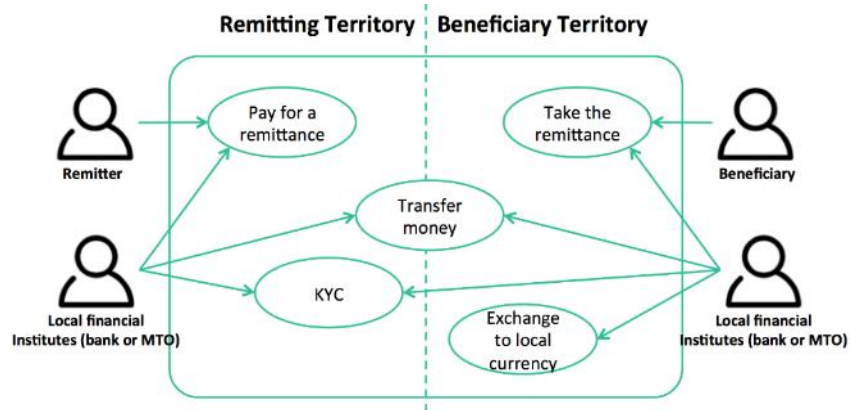 Remitting Territory
Beneficiary Territory
Pay for a
remittance
Take the
remittance
Remitter
Beneficiary
Transfer
money
KYC
Exchange
to local
currency
Local financial
Institutes (bank or MTO)
Local financial
Institutes (bank or MTO)